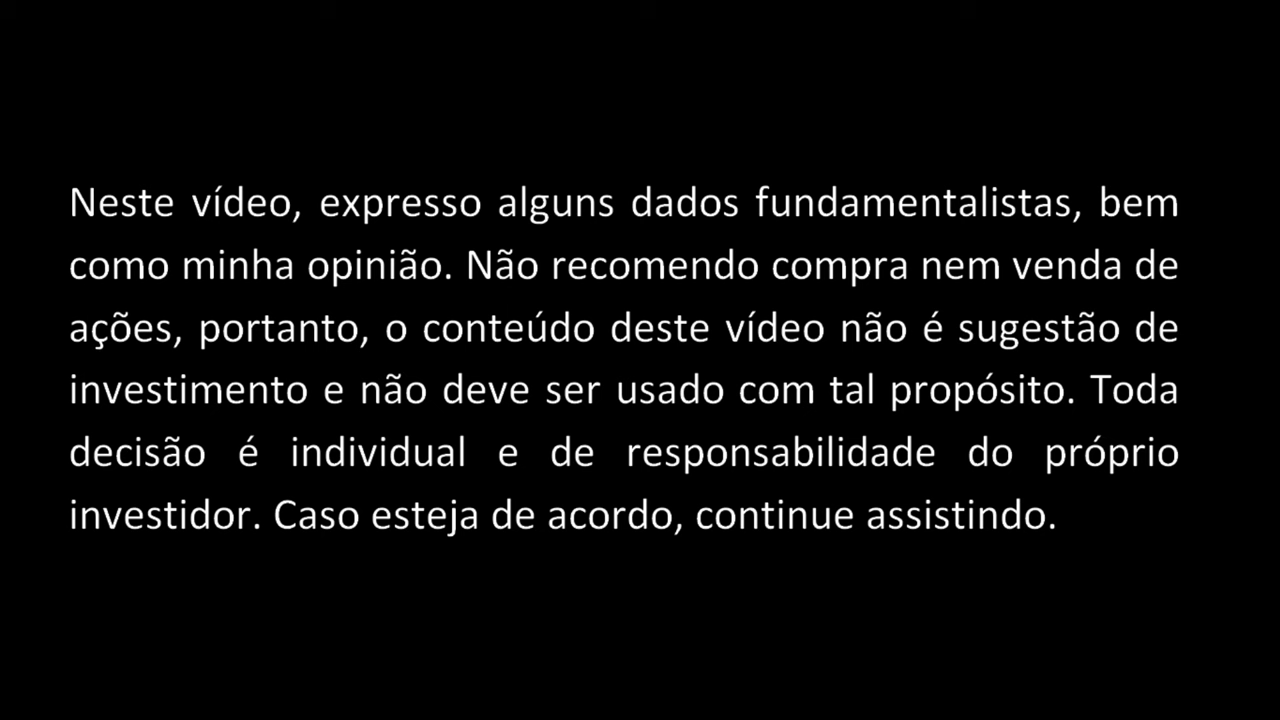 Neste vídeo, expresso alguns dados fundamentalistas, bem
como minha opinião. Não recomendo compra nem venda de
ações, portanto, o conteúdo deste vídeo não é sugestão de
investimento e não deve ser usado com tal propósito. Toda
decisão é individual e de responsabilidade do próprio
investidor. Caso esteja de acordo, continue assistindo.